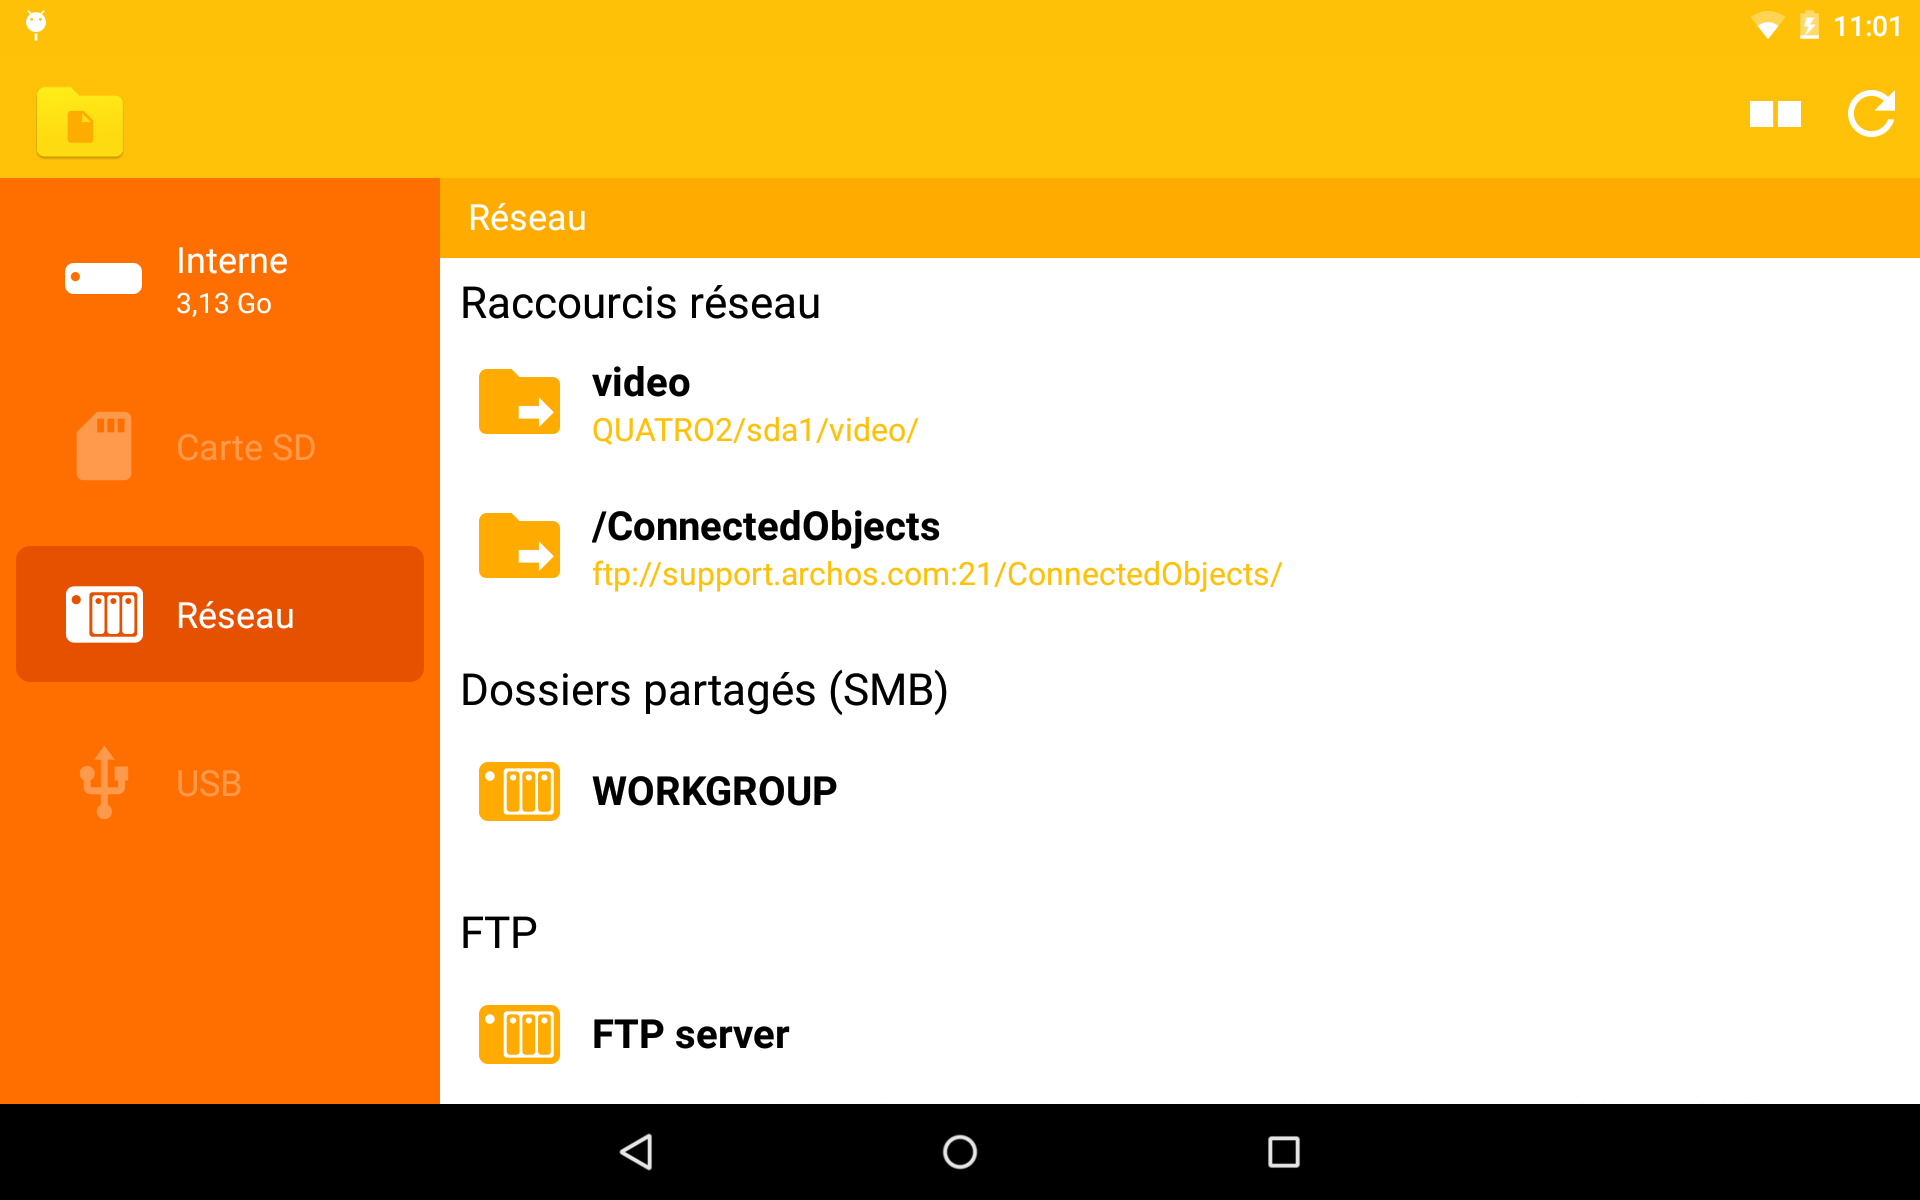 11:01
Interne
3,13 Go
Carte SD
Réseau
USB
Réseau
Raccourcis réseau
video
QUATRO2/sda1/video/
/ConnectedObjects
ftp://support.archos.com:21/ConnectedObjects/
Dossiers partagés (SMB)
WORKGROUP
FTP
FTP server